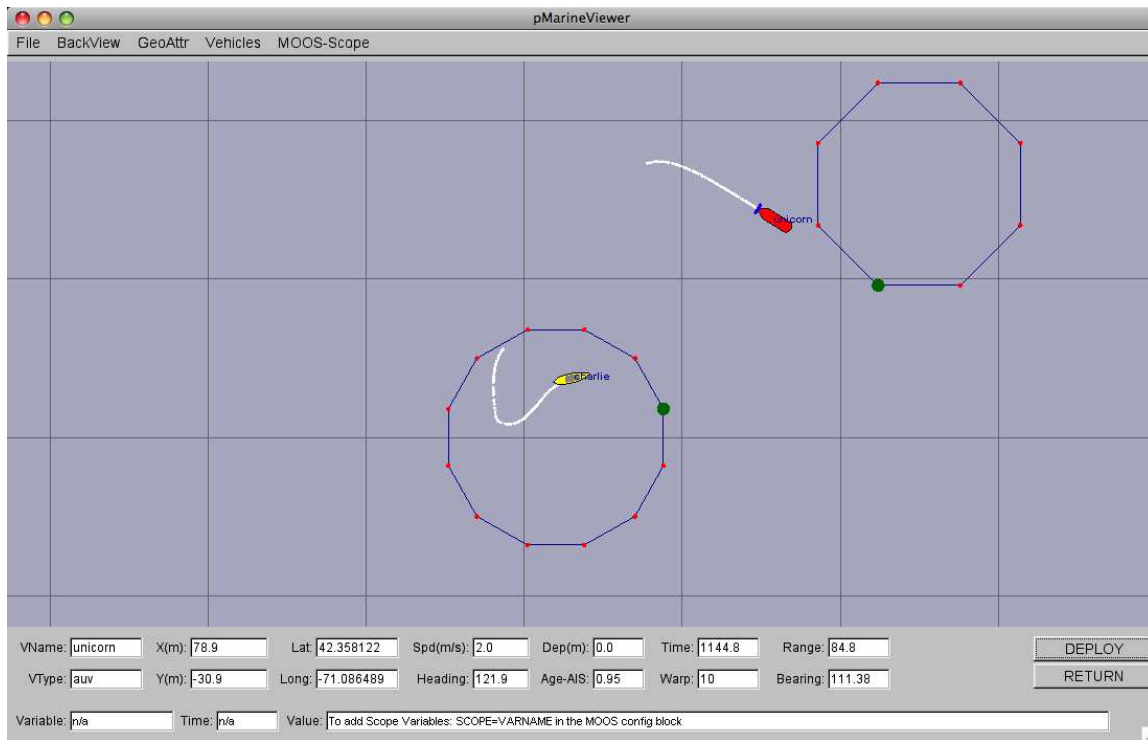 pMarineViewer
File BackView GeoAttr Vehicles MOOS-Scope
unicorn
charlie
VName: unicorn X(m): 78.9 Lat: 42.358122 Spd(m/s): 2.0 Dep(m): 0.0 Time: 1144.8 Range: 84.8 DEPLOY
VType: auv Y(m): -30.9 Long: -71.086489 Heading: 121.9 Age-AIS: 0.95 Warp: 10 Bearing: 111.38 RETURN
Variable: n/a Time: n/a Value: To add Scope Variables: SCOPE=VARNAME in the MOOS config block